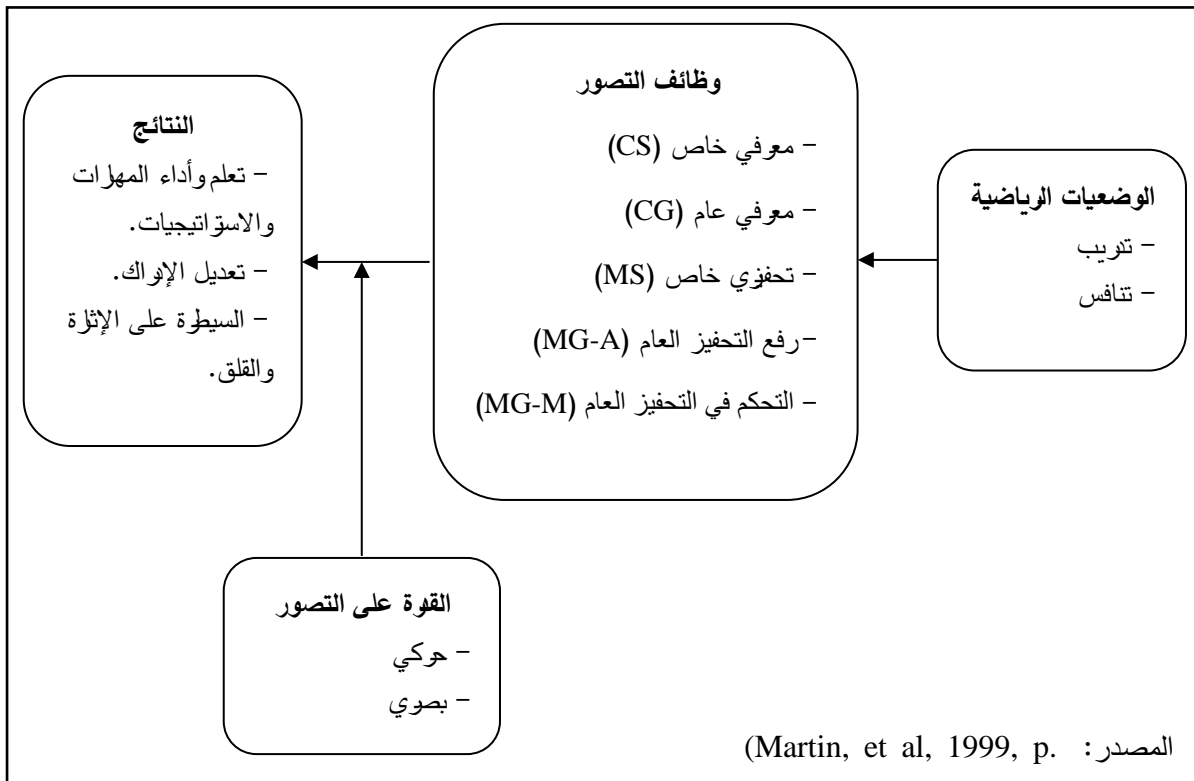 الوضعيات الرياضية
– تدريب
– تنافس
وظائف التصور
– معرفي خاص (CS)
– معرفي عام (CG)
– تحفيزي خاص (MS)
– رفع التحفيز العام (MG-A)
– التحكم في التحفيز العام (MG-M)
النتائج
– تعلم وأداء المهارات
والاستراتيجيات.
– تعديل الإدراك.
– السيطرة على الإثارة
والقلق.
القدرة على التصور
– حركي
– بصري
المصدر: (Martin, et al, 1999, p.